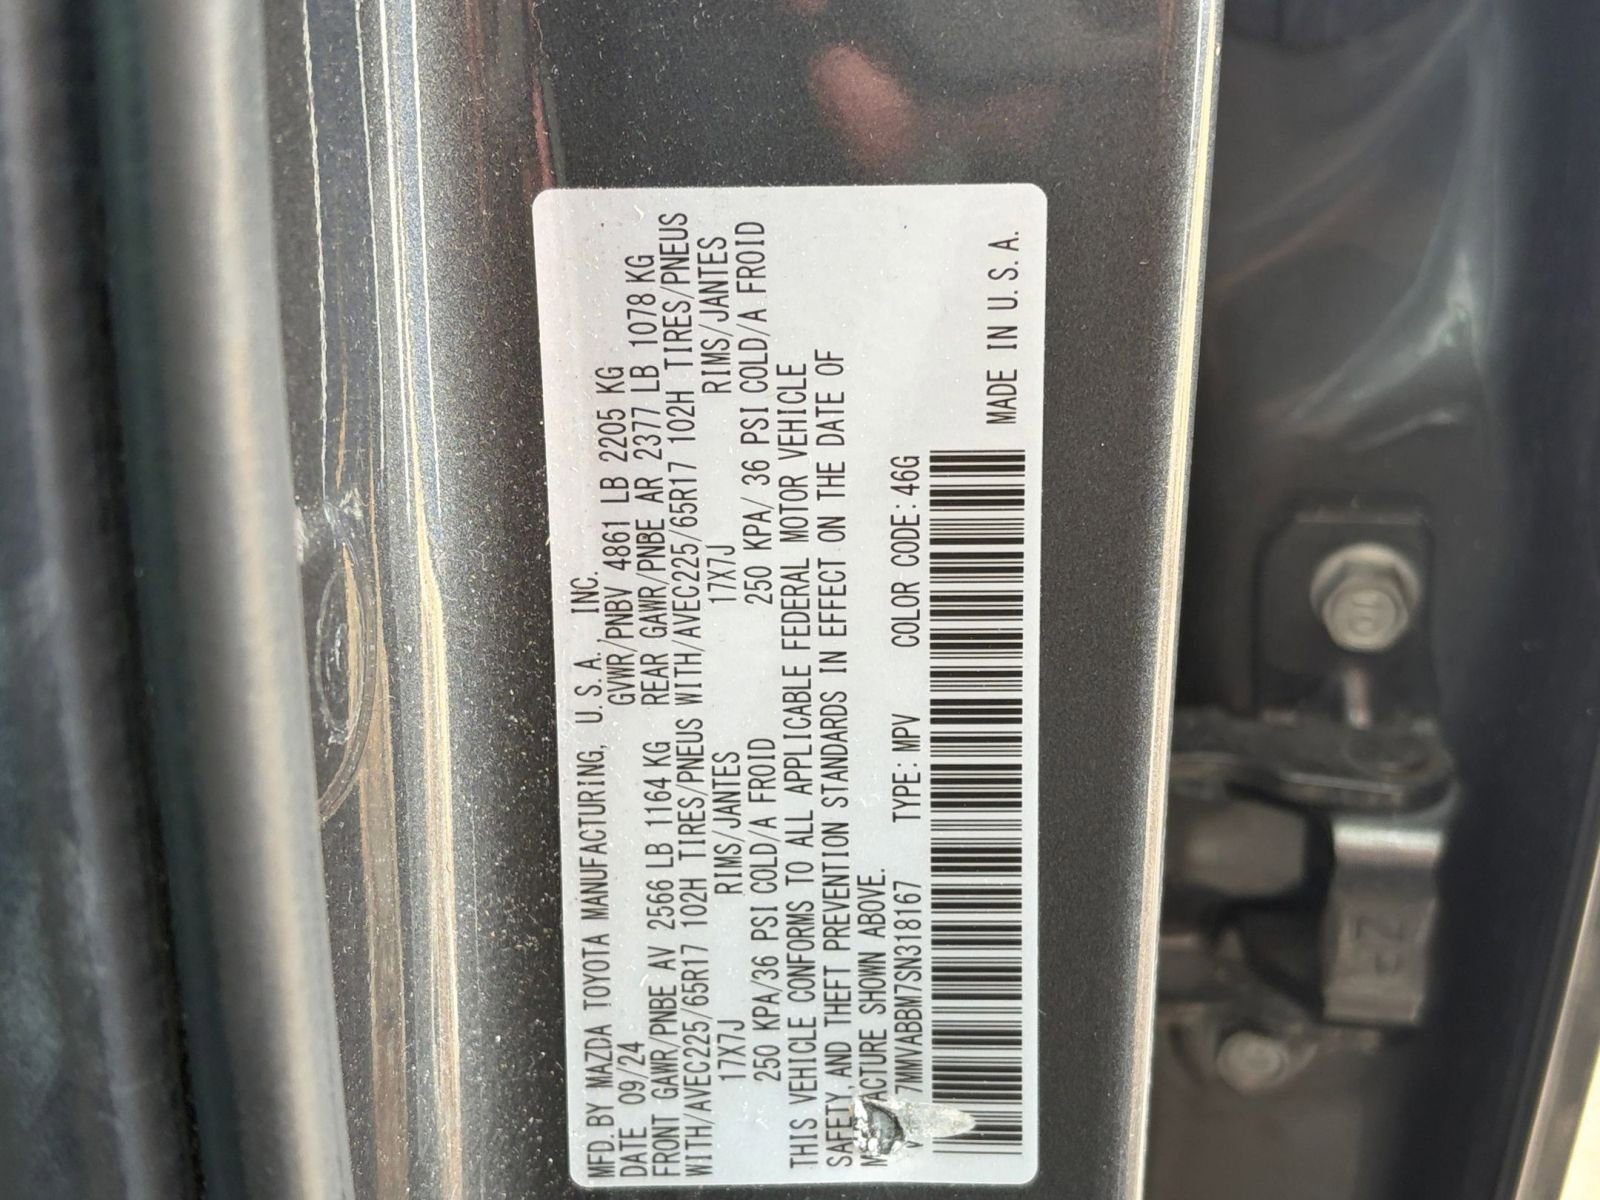 MFD. BY MAZDA TOYOTA MANUFACTURING, U.S.A., INC.
DATE 09/24 GVWR/PNBV 4861 LB 2205 KG
FRONT GAWR/PNBE AV 2566 LB 1164 KG REAR GAWR/PNBE AR 2377 LB 1078 KG
WITH/AVEC225/65R17 102H TIRES/PNEUS WITH/AVEC225/65R17 102H TIRES/PNEUS
17X7J RIMS/JANTES 17X7J RIMS/JANTES
250 KPA/36 PSI COLD/A FROID 250 KPA/ 36 PSI COLD/A FROID
THIS VEHICLE CONFORMS TO ALL APPLICABLE FEDERAL MOTOR VEHICLE
SAFETY, AND THEFT PREVENTION STANDARDS IN EFFECT ON THE DATE OF
SHOWN ABOVE.
7MMVABBM7SN318167 TYPE: MPV COLOR CODE: 46G
MADE IN U.S.A.